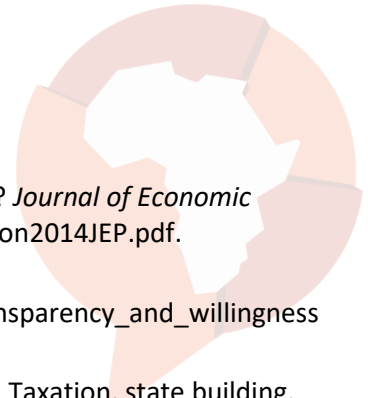 ? Journal of Economic
on2014JEP.pdf.
nsparency_and_willingness
Taxation, state building,